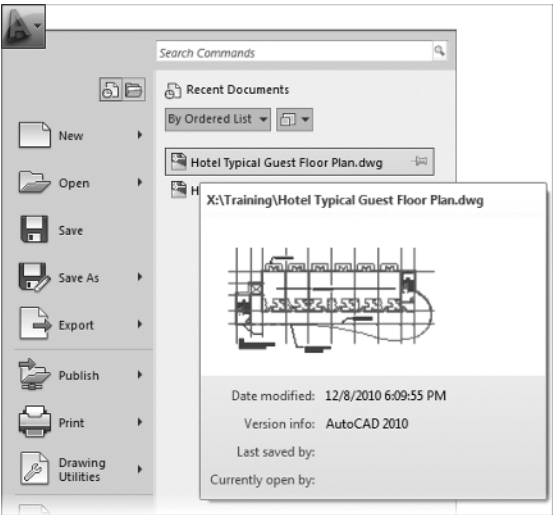 Search Commands
Recent Documents
By Ordered List
Hotel Typical Guest Floor Plan.dwg
H
X:\Training\Hotel Typical Guest Floor Plan.dwg
Date modified: 12/8/2010 6:09:55 PM
Version info: AutoCAD 2010
Last saved by:
Currently open by:
New
Open
Save
Save As
Export
Publish
Print
Drawing
Utilities